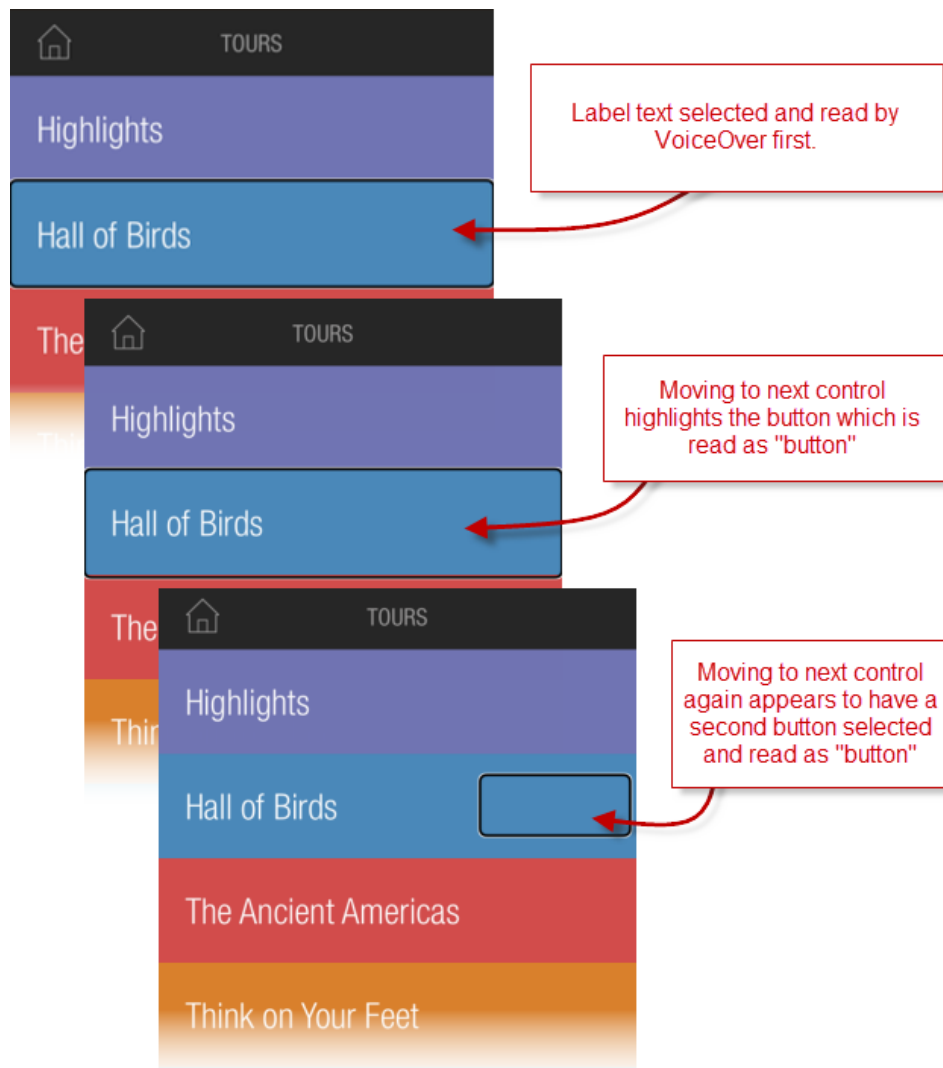 TOURS
Highlights
Hall of Birds
The
Label text selected and read by
VoiceOver first.
TOURS
Highlights
Hall of Birds
The
Thin
Moving to next control
highlights the button which is
read as "button"
TOURS
Highlights
Hall of Birds
The Ancient Americas
Think on Your Feet
Moving to next control
again appears to have a
second button selected
and read as "button"